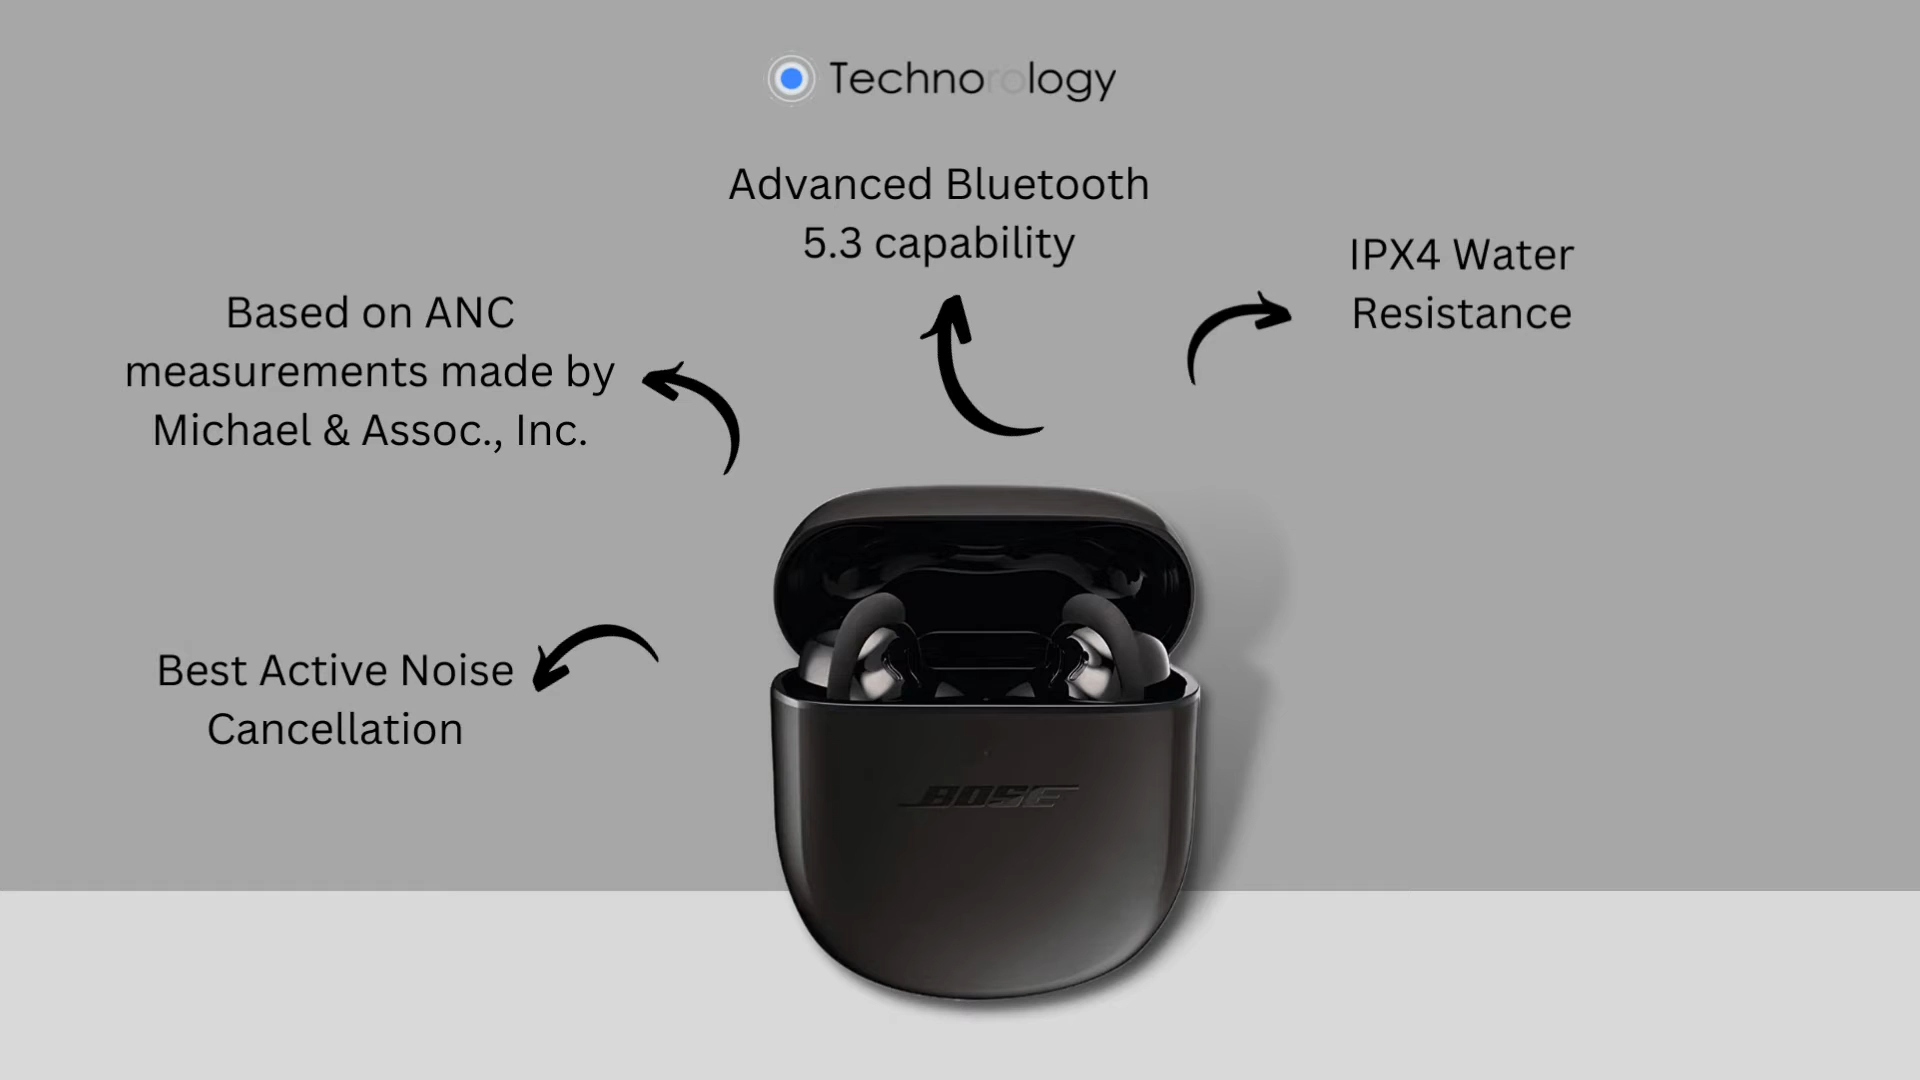 Technorology
Advanced Bluetooth
5.3 capability
IPX4 Water
Resistance
Based on ANC
measurements made by
Michael & Assoc., Inc.
Best Active Noise
Cancellation
BOSE